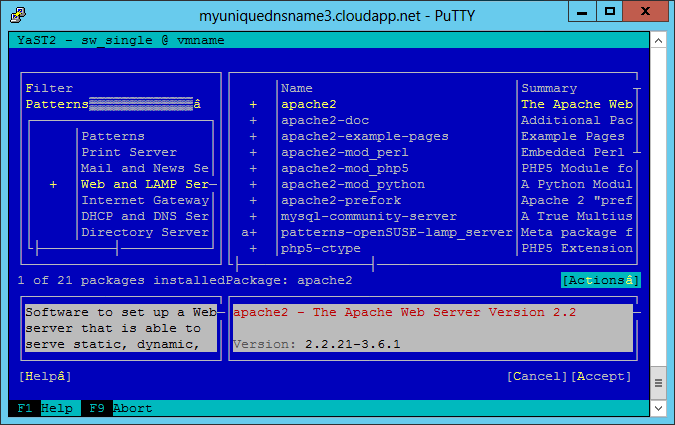 myuniquednsname3.cloudapp.net - PuTTY
YaST2 - sw_single @ vmname
Filter
Patterns▒▒▒▒▒▒▒▒▒▒▒▒▒â
Patterns
Print Server
Mail and News Se
+ Web and LAMP Ser
Internet Gateway
DHCP and DNS Ser
Directory Server
Name Summary
+ apache2 The Apache Web
+ apache2-doc Additional Pac
+ apache2-example-pages Example Pages
+ apache2-mod_perl Embedded Perl
+ apache2-mod_php5 PHP5 Module fo
+ apache2-mod_python A Python Modul
+ apache2-prefork Apache 2 "pref
+ mysql-community-server A True Multius
a+ patterns-openSUSE-lamp_server Meta package f
+ php5-ctype PHP5 Extension
1 of 21 packages installedPackage: apache2 [Actionsâ]
Software to set up a Web
server that is able to
serve static, dynamic,
apache2 - The Apache Web Server Version 2.2
Version: 2.2.21-3.6.1
[Helpâ] [Cancel][Accept]
F1 Help F9 Abort